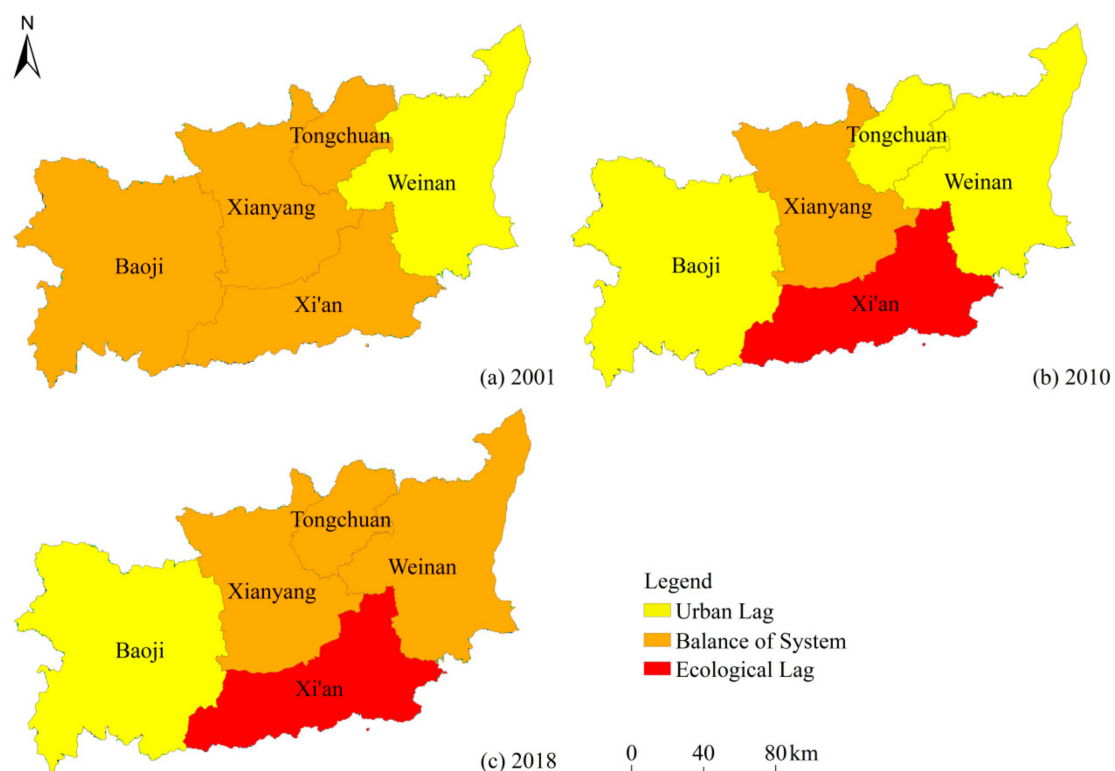 N
Tongchuan
Weinan
Xianyang
Baoji
Xi'an
(a) 2001
Tongchuan
Weinan
Xianyang
Baoji
Xi'an
(b) 2010
Tongchuan
Weinan
Xianyang
Baoji
Xi'an
(c) 2018
Legend
Urban Lag
Balance of System
Ecological Lag
0 40 80 km